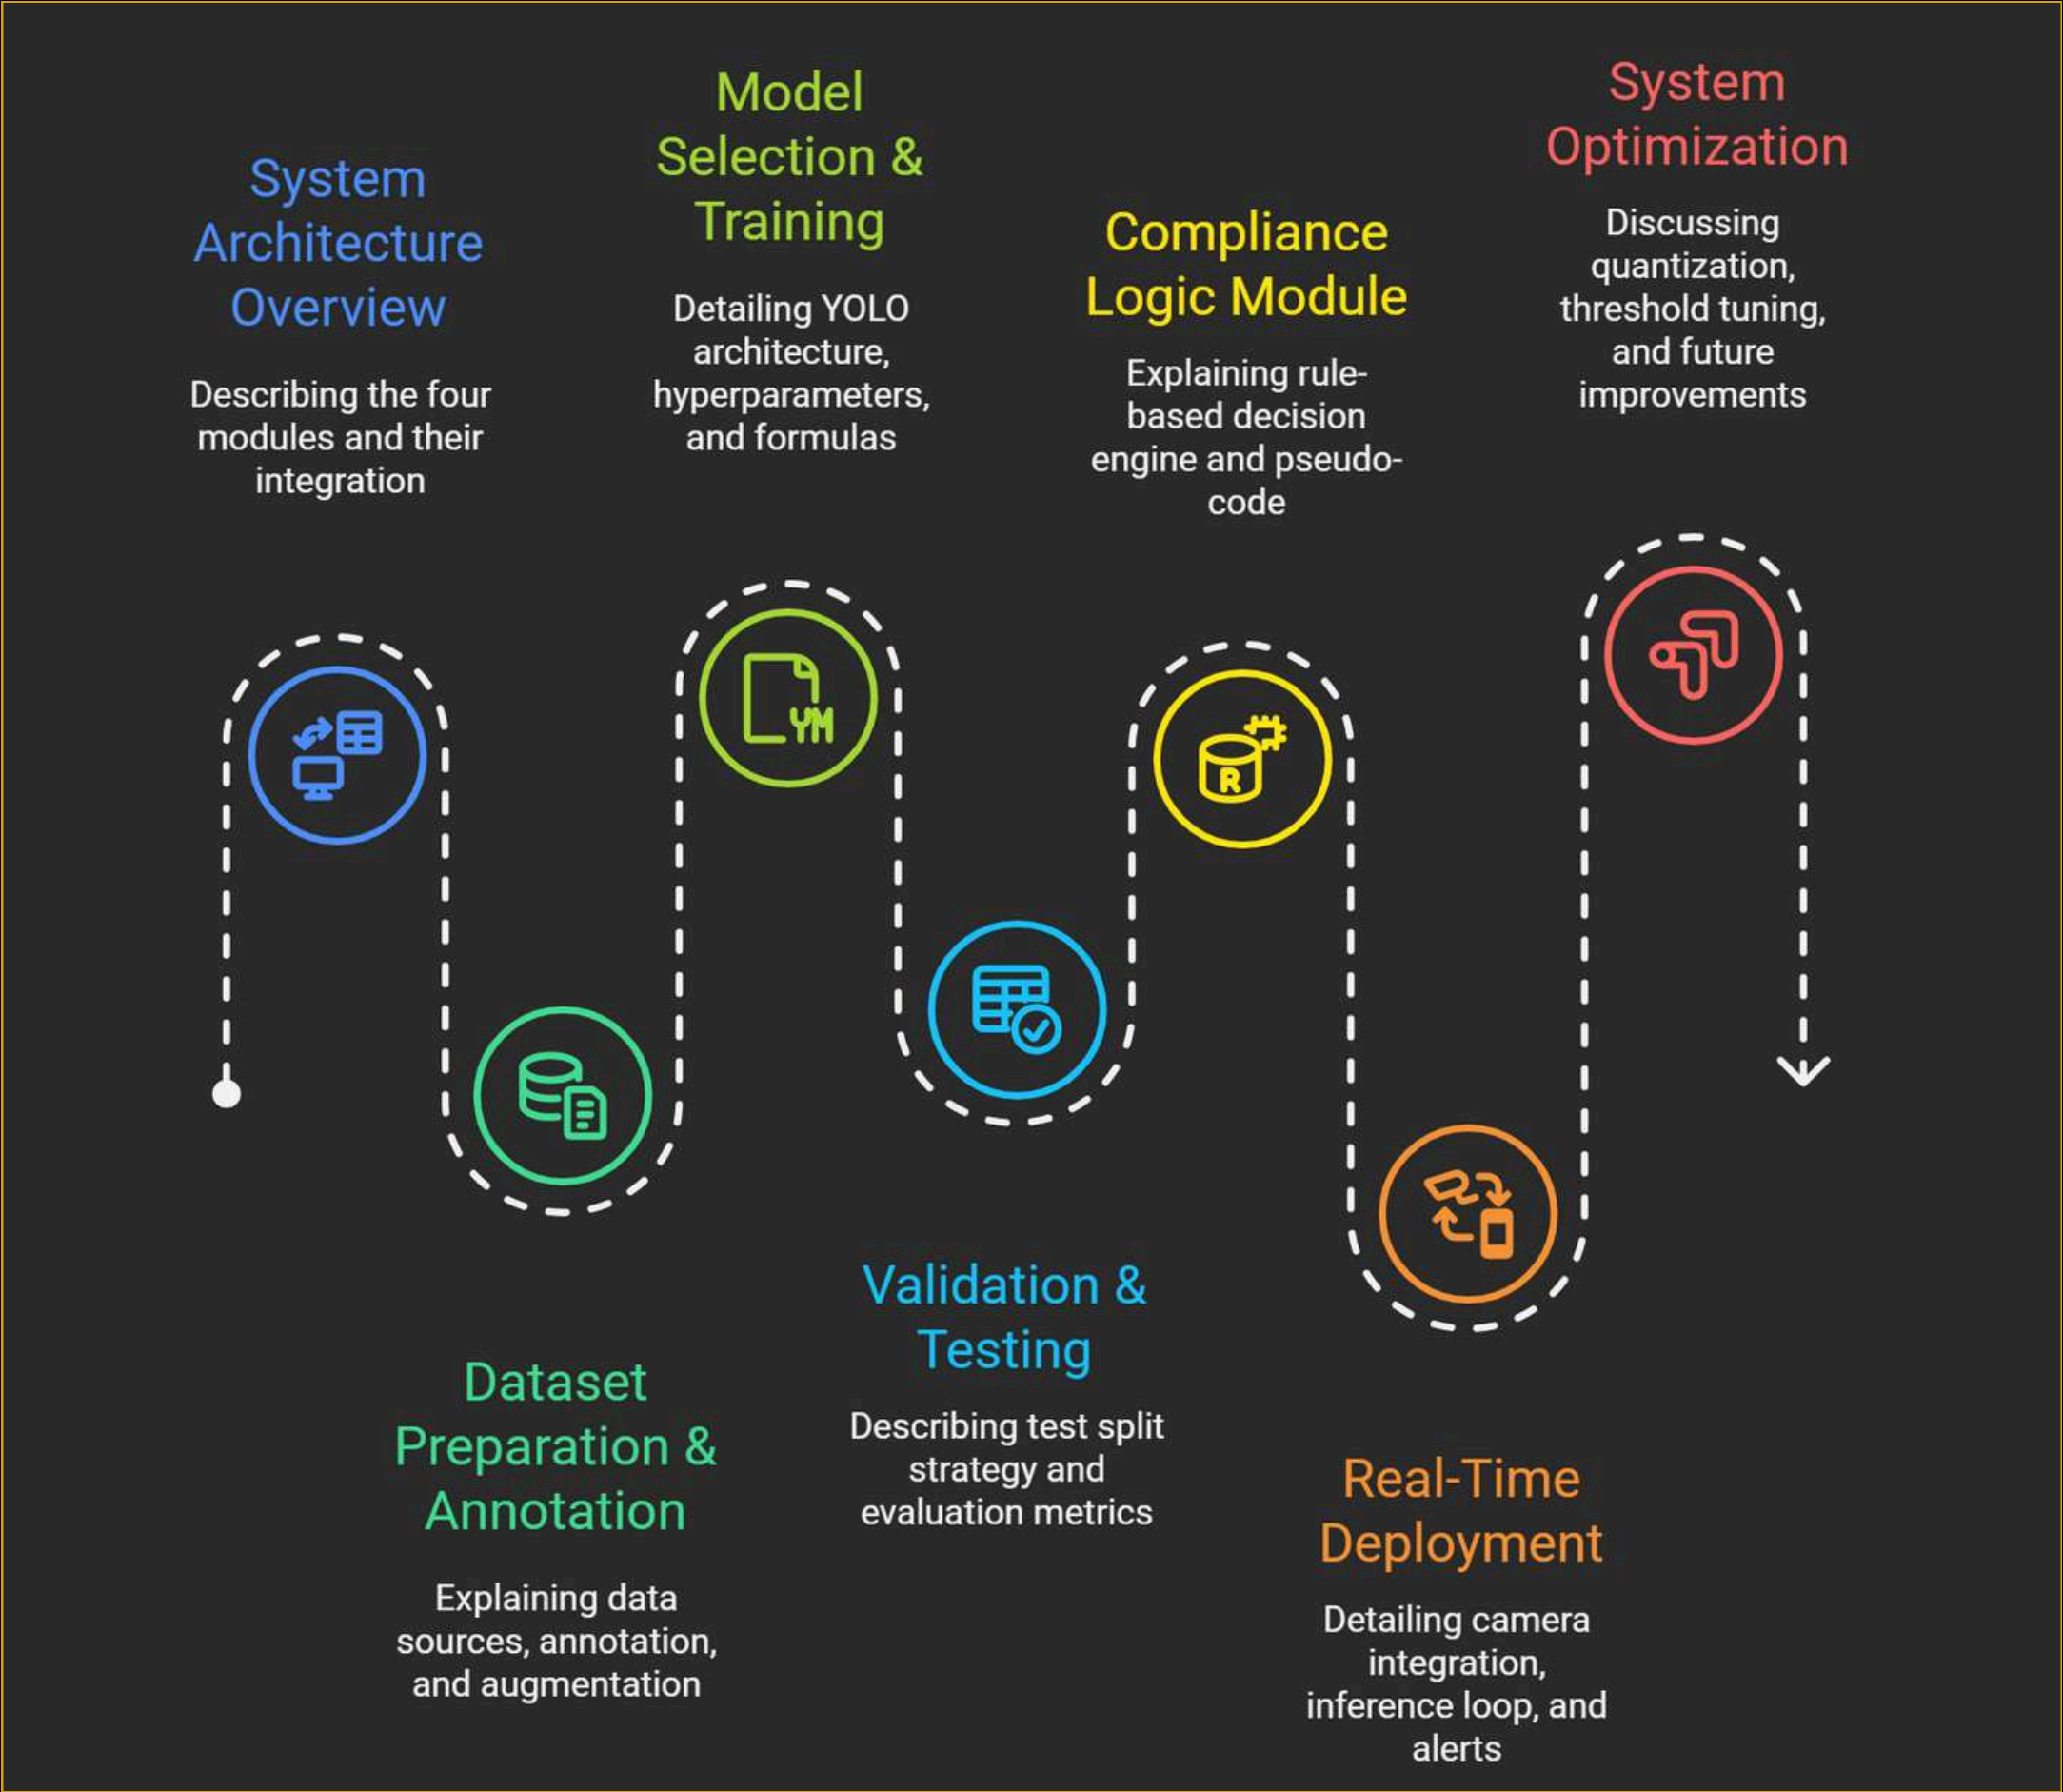 System
Architecture
Overview
Describing the four
modules and their
integration
Dataset
Preparation &
Annotation
Explaining data
sources, annotation,
and augmentation
Model
Selection &
Training
Detailing YOLO
architecture,
hyperparameters,
and formulas
YM
Validation &
Testing
Describing test split
strategy and
evaluation metrics
Compliance
Logic Module
Explaining rule-
based decision
engine and pseudo-
code
R
Real-Time
Deployment
Detailing camera
integration,
inference loop, and
alerts
System
Optimization
Discussing
quantization,
threshold tuning,
and future
improvements